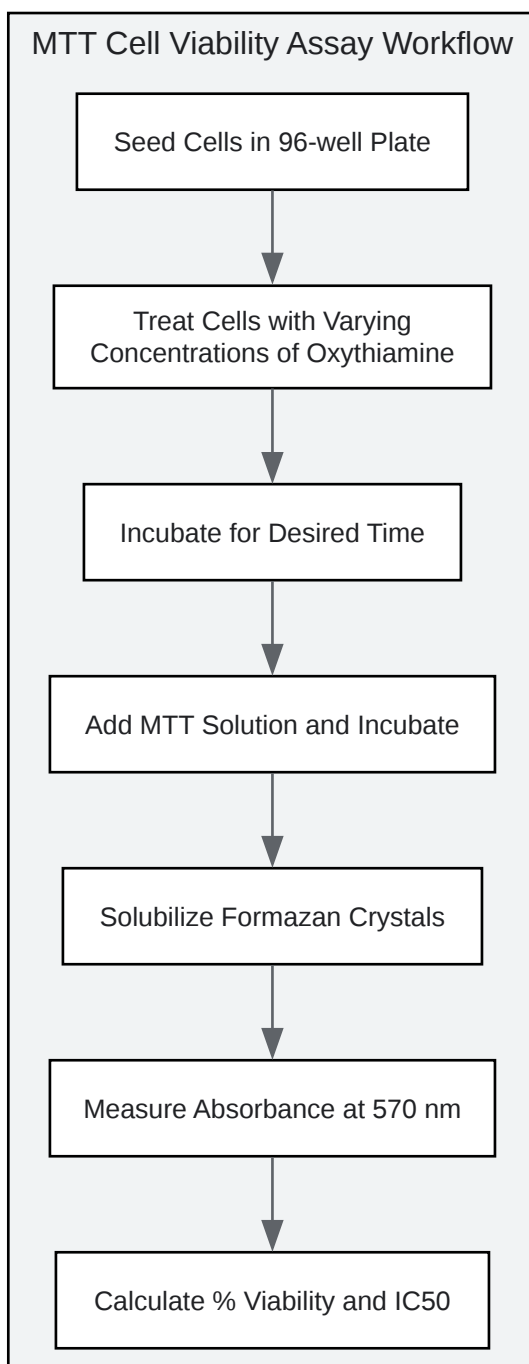 MTT Cell Viability Assay Workflow
Seed Cells in 96-well Plate
Treat Cells with Varying
Concentrations of Oxythiamine
Incubate for Desired Time
Add MTT Solution and Incubate
Solubilize Formazan Crystals
Measure Absorbance at 570 nm
Calculate % Viability and IC50